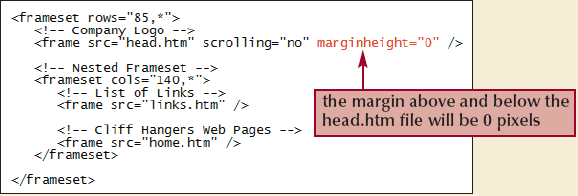 <frameset rows="85,*">
<!-- Company Logo -->
<frame src="head.htm" scrolling="no" marginheight="0" />
<!-- Nested Frameset -->
<frameset cols="140,*">
<!-- List of Links -->
<frame src="links.htm" />
<!-- Cliff Hangers Web Pages -->
<frame src="home.htm" />
</frameset>
</frameset>
the margin above and below the
head.htm file will be 0 pixels